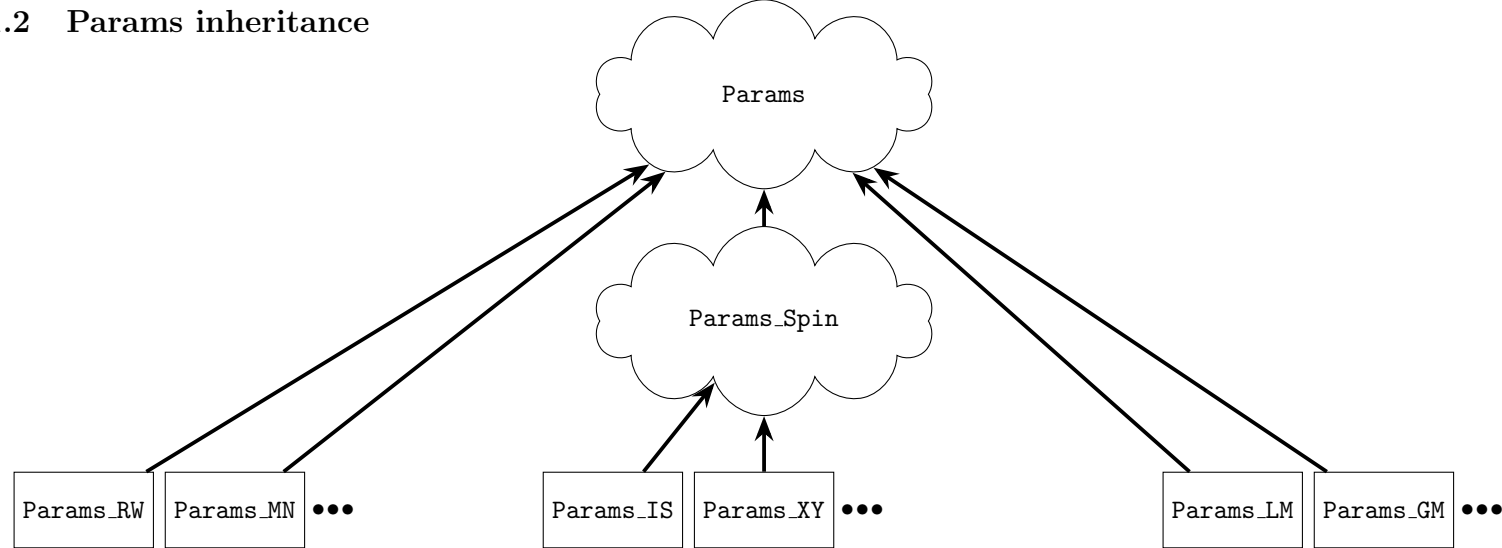 .2 Params inheritance
Params
Params_Spin
Params_RW Params_MN ••• Params_IS Params_XY ••• Params_LM Params_GM •••